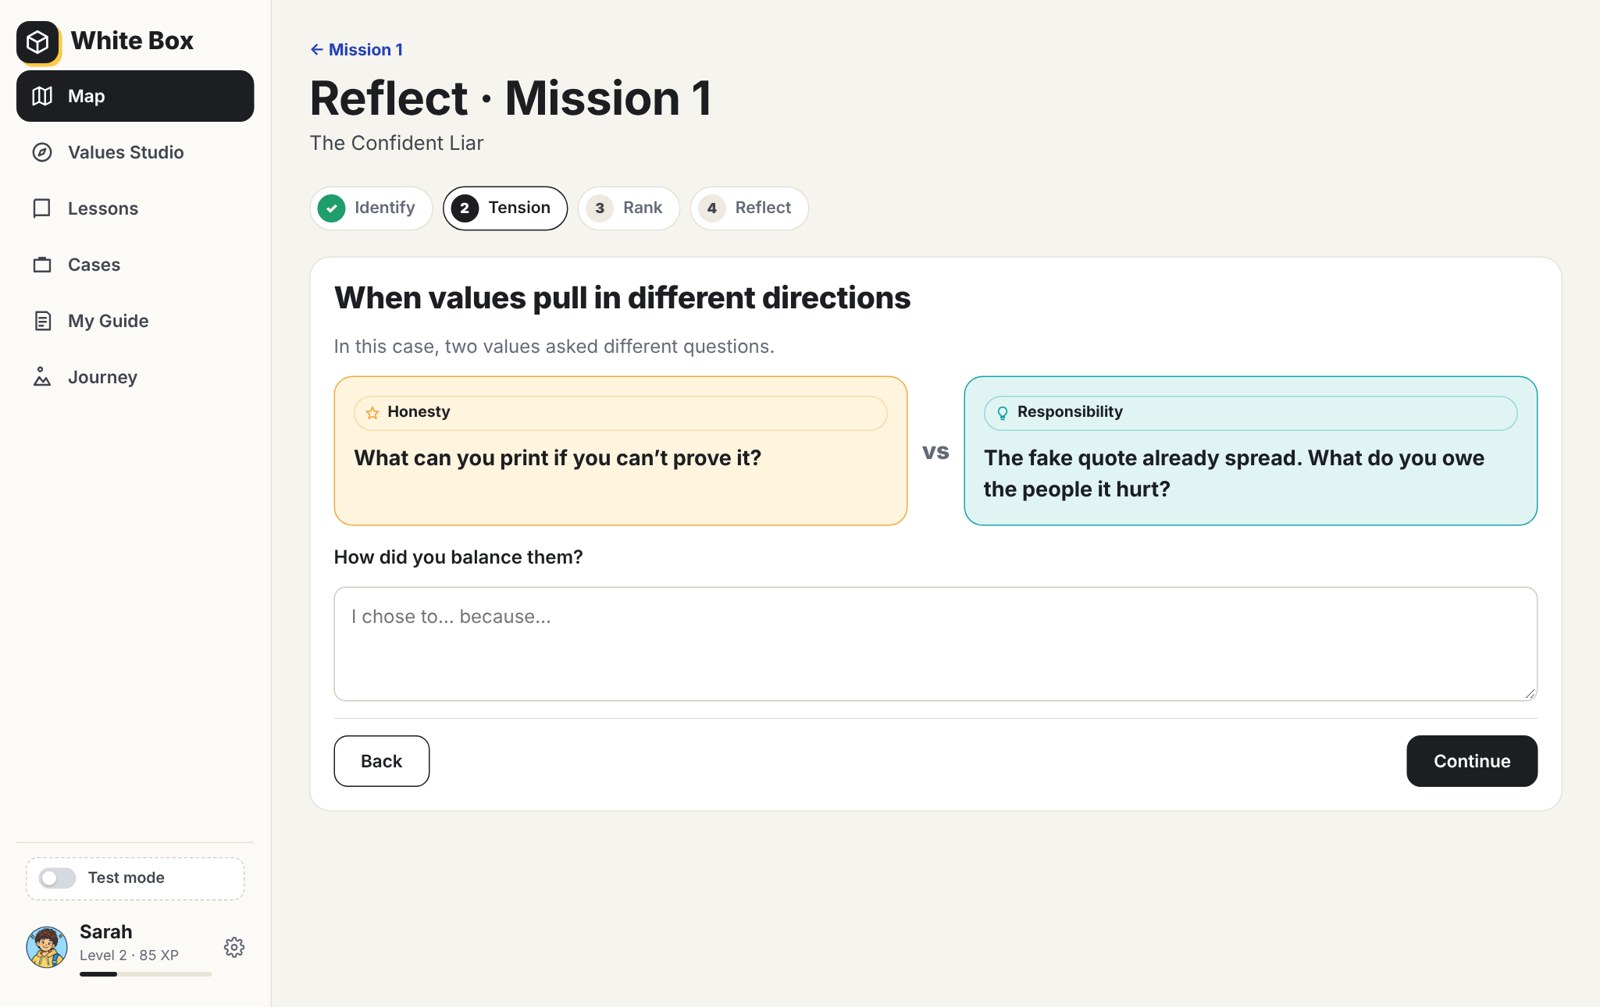 White Box
Map
Values Studio
Lessons
Cases
My Guide
Journey
Test mode
Sarah
Level 2 · 85 XP
← Mission 1
Reflect · Mission 1
The Confident Liar
Identify
2 Tension
3 Rank
4 Reflect
When values pull in different directions
In this case, two values asked different questions.
Honesty
What can you print if you can’t prove it?
vs
Responsibility
The fake quote already spread. What do you owe
the people it hurt?
How did you balance them?
I chose to... because...
Back
Continue